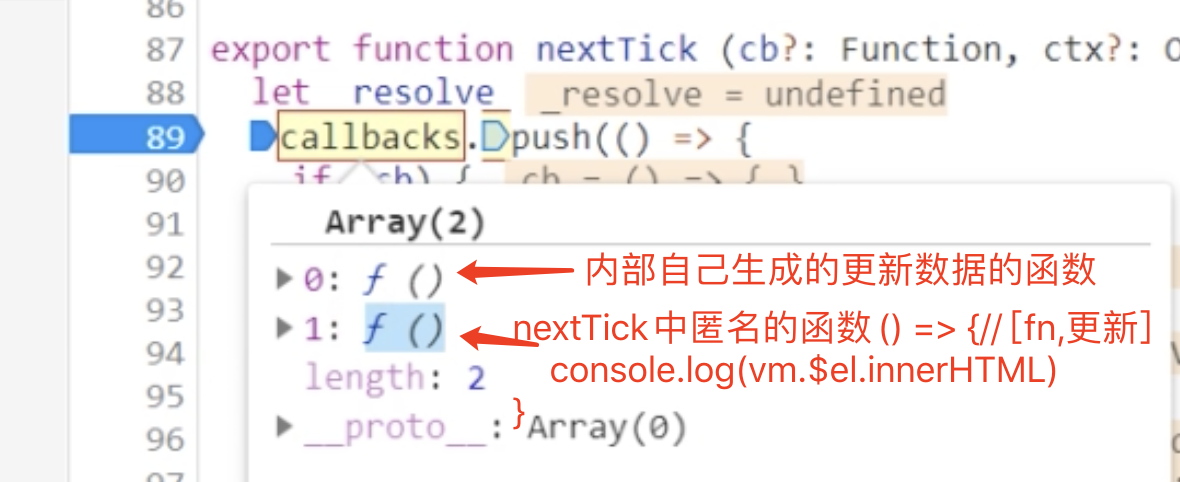 86
87 export function nextTick (cb?: Function, ctx?: O
88 let _resolve _resolve = undefined
89 callbacks.push(() => {
90 if (cb) { cb = () => { }
91
92
93
94
95
96
97
Array(2)
0: ƒ ()
内部自己生成的更新数据的函数
1: ƒ ()
nextTick中匿名的函数() => {//[fn,更新]
console.log(vm.$el.innerHTML)
}
length: 2
__proto__: Array(0)